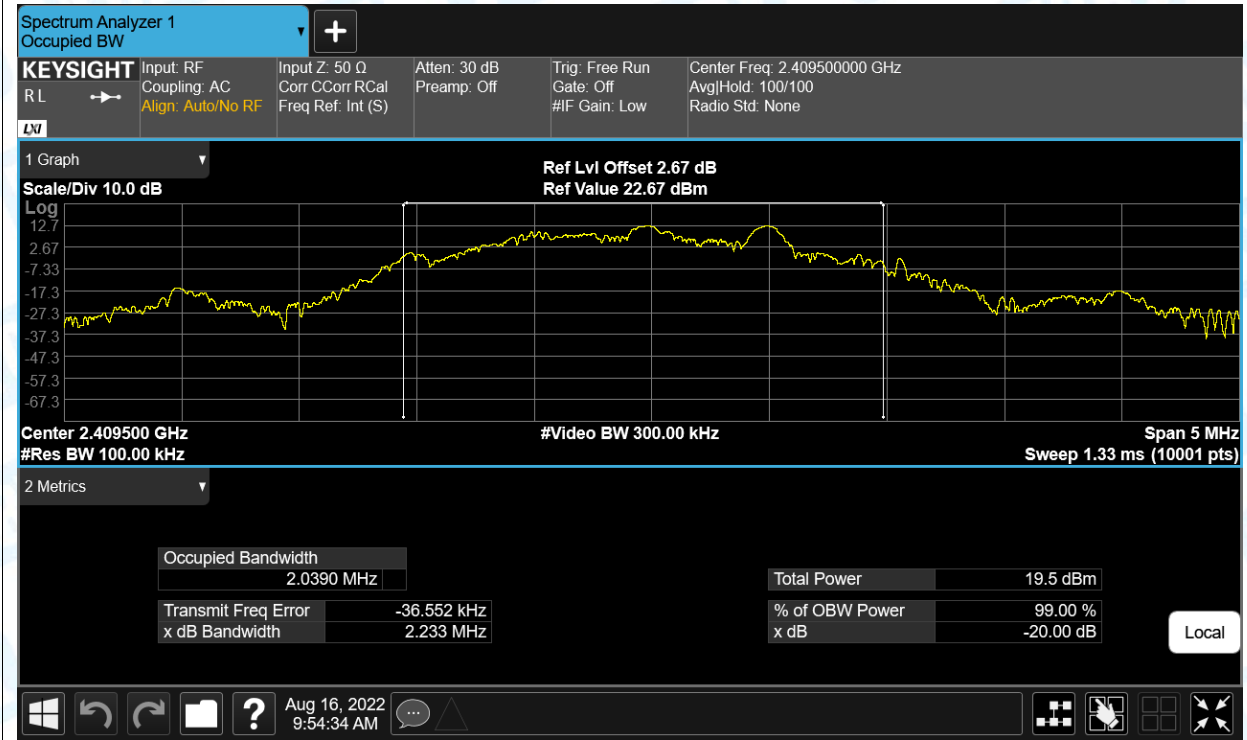 Spectrum Analyzer 1
Occupied BW
KEYSIGHT
R L
LXI
Input: RF
Coupling: AC
Align: Auto/No RF
Input Z: 50 Ω
Corr CCorr RCal
Freq Ref: Int (S)
Atten: 30 dB
Preamp: Off
Trig: Free Run
Gate: Off
#IF Gain: Low
Center Freq: 2.409500000 GHz
Avg|Hold: 100/100
Radio Std: None
1 Graph
Scale/Div 10.0 dB
Ref Lvl Offset 2.67 dB
Ref Value 22.67 dBm
Log
12.7
2.67
-7.33
-17.3
-27.3
-37.3
-47.3
-57.3
-67.3
Center 2.409500 GHz
#Res BW 100.00 kHz
#Video BW 300.00 kHz
Span 5 MHz
Sweep 1.33 ms (10001 pts)
2 Metrics
Occupied Bandwidth
2.0390 MHz
Transmit Freq Error -36.552 kHz
x dB Bandwidth 2.233 MHz
Total Power 19.5 dBm
% of OBW Power 99.00 %
x dB -20.00 dB
Local
?
Aug 16, 2022
9:54:34 AM